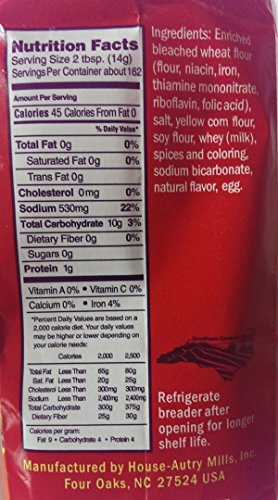 Nutrition Facts
Serving Size 2 tbsp. (14g)
Servings Per Container about 162
Amount Per Serving
Calories 45 Calories From Fat 0
% Daily Value*
Total Fat 0g 0%
Saturated Fat 0g 0%
Trans Fat 0g
Cholesterol 0mg 0%
Sodium 530mg 22%
Total Carbohydrate 10g 3%
Dietary Fiber 0g 0%
Sugars 0g
Protein 1g
Vitamin A 0% • Vitamin C 0%
Calcium 0% • Iron 4%
*Percent Daily Values are based on a
2,000 calorie diet. Your daily values
may be higher or lower depending on
your calorie needs.
Calories 2,000 2,500
Total Fat Less Than 65g 80g
Sat. Fat Less Than 20g 25g
Cholesterol Less Than 300mg 300mg
Sodium Less Than 2,400mg 2,400mg
Total Carbohydrate 300g 375g
Dietary Fiber 25g 30g
Calories per gram:
Fat 9 • Carbohydrate 4 • Protein 4
Ingredients: Enriched
bleached wheat flour
(flour, niacin, iron,
thiamine mononitrate,
riboflavin, folic acid),
salt, yellow corn flour,
soy flour, whey (milk),
spices and coloring,
sodium bicarbonate,
natural flavor, egg.
Refrigerate
breader after
opening for longer
shelf life.
Manufactured by House-Autry Mills, Inc.
Four Oaks, NC 27524 USA